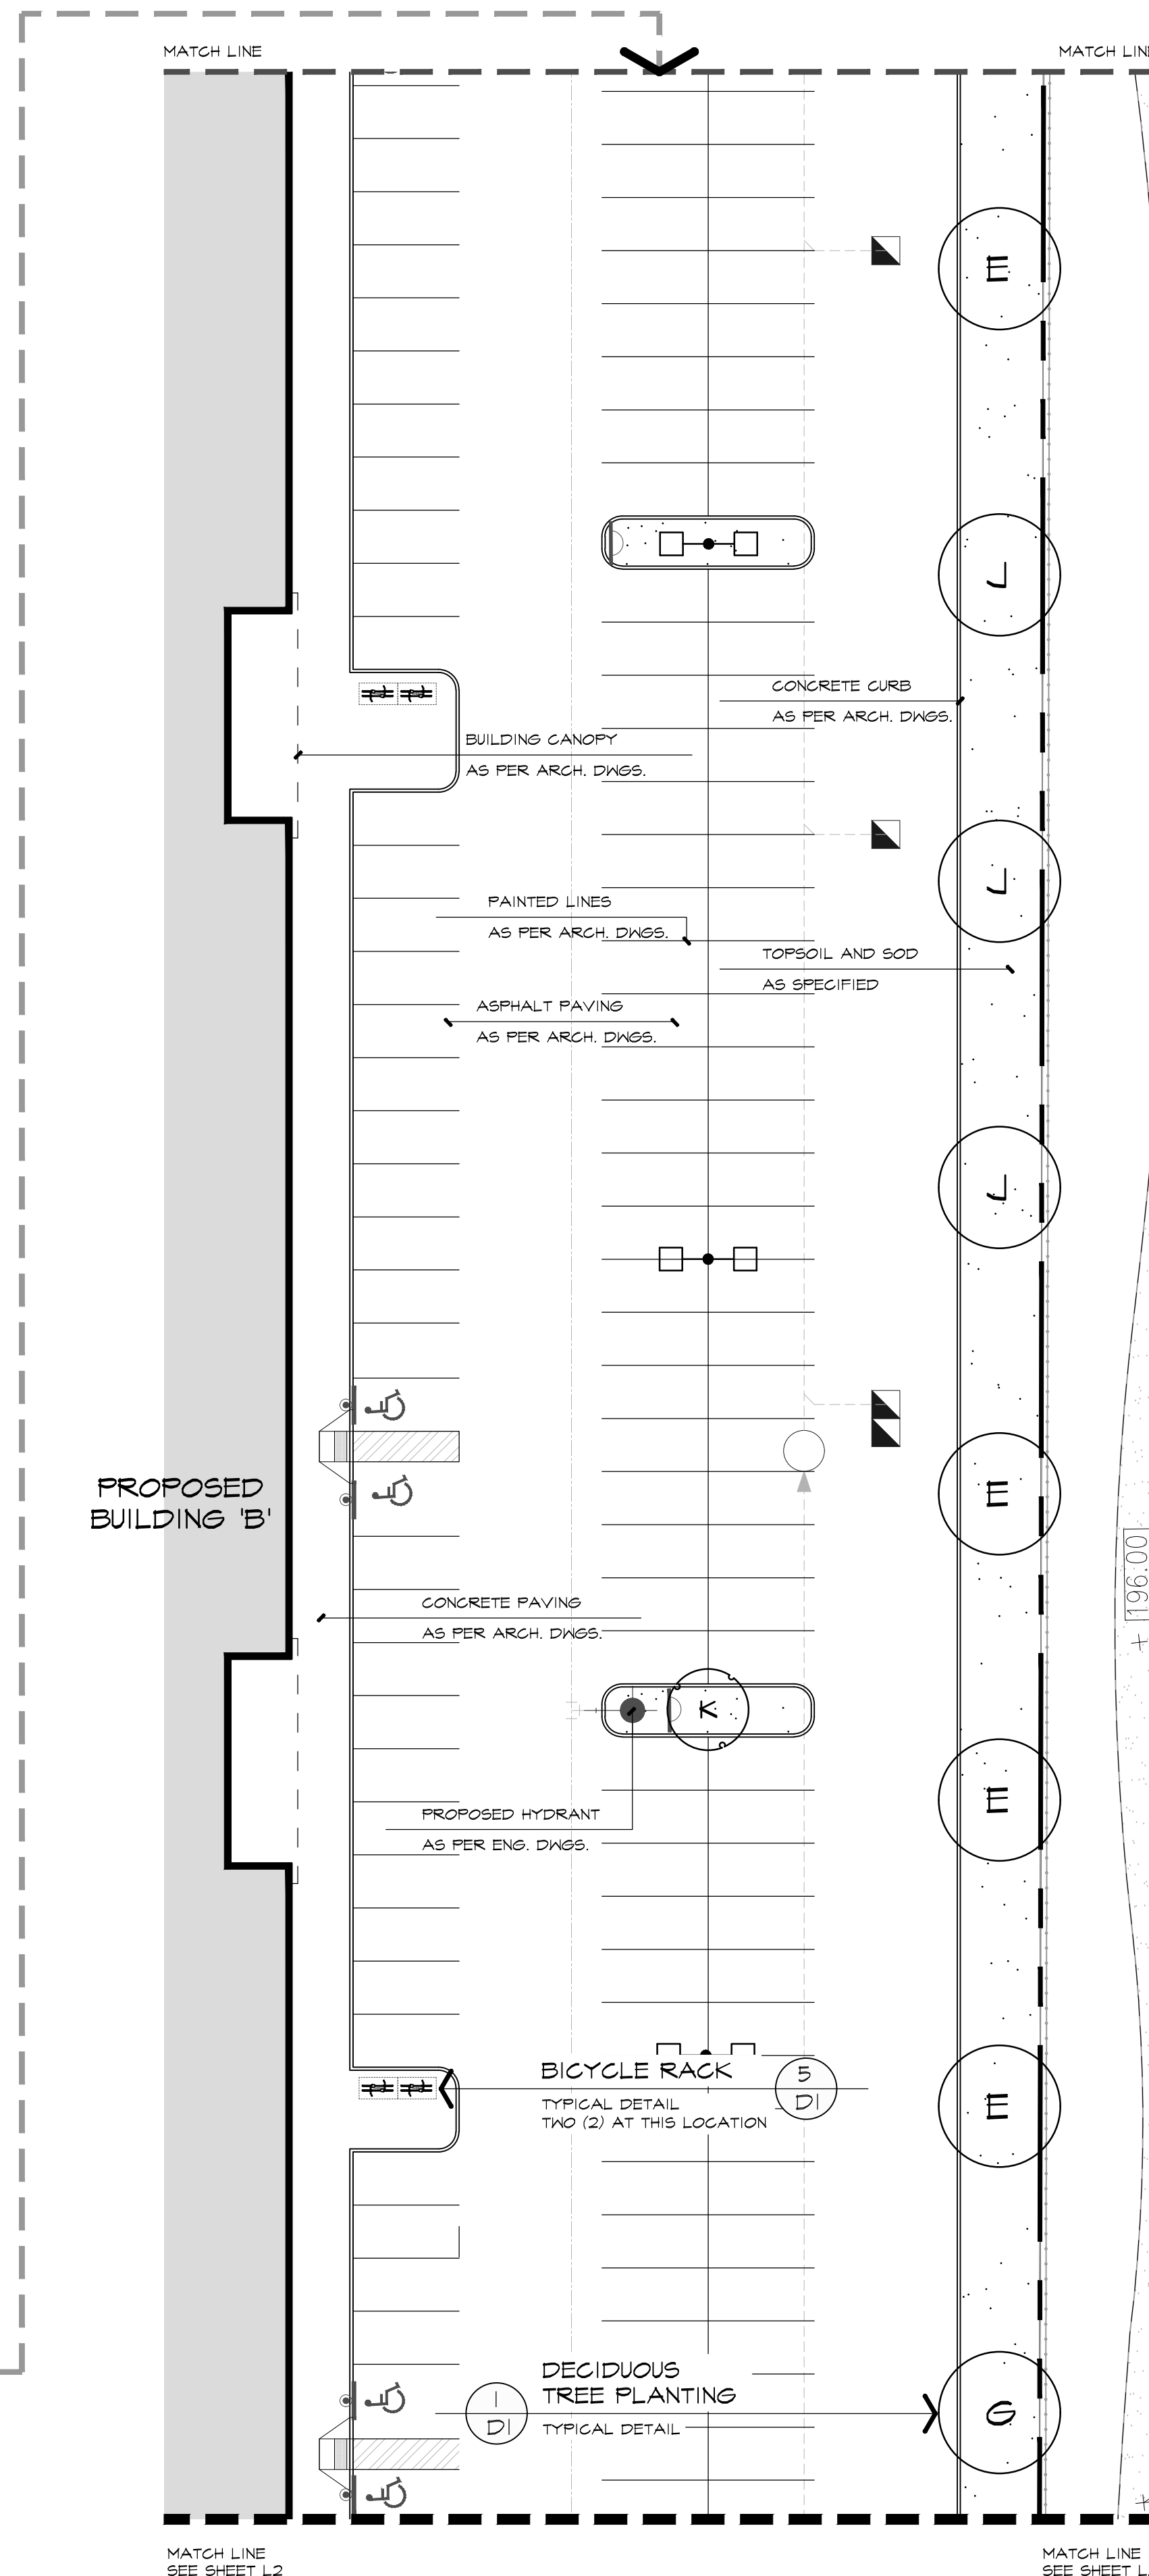 MATCH LINE
MATCH LINE
E
L
CONCRETE CURB
AS PER ARCH. DWGS.
BUILDING CANOPY
AS PER ARCH. DWGS.
L
PAINTED LINES
AS PER ARCH. DWGS.
TOPSOIL AND SOD
AS SPECIFIED
ASPHALT PAVING
AS PER ARCH. DWGS.
L
PROPOSED
BUILDING 'B'
E
196.00
CONCRETE PAVING
AS PER ARCH. DWGS.
K
E
PROPOSED HYDRANT
AS PER ENG. DWGS.
BICYCLE RACK
5
D1
TYPICAL DETAIL
TWO (2) AT THIS LOCATION
E
DECIDUOUS
TREE PLANTING
1
D1
TYPICAL DETAIL
G
MATCH LINE
SEE SHEET L2
MATCH LINE
SEE SHEET